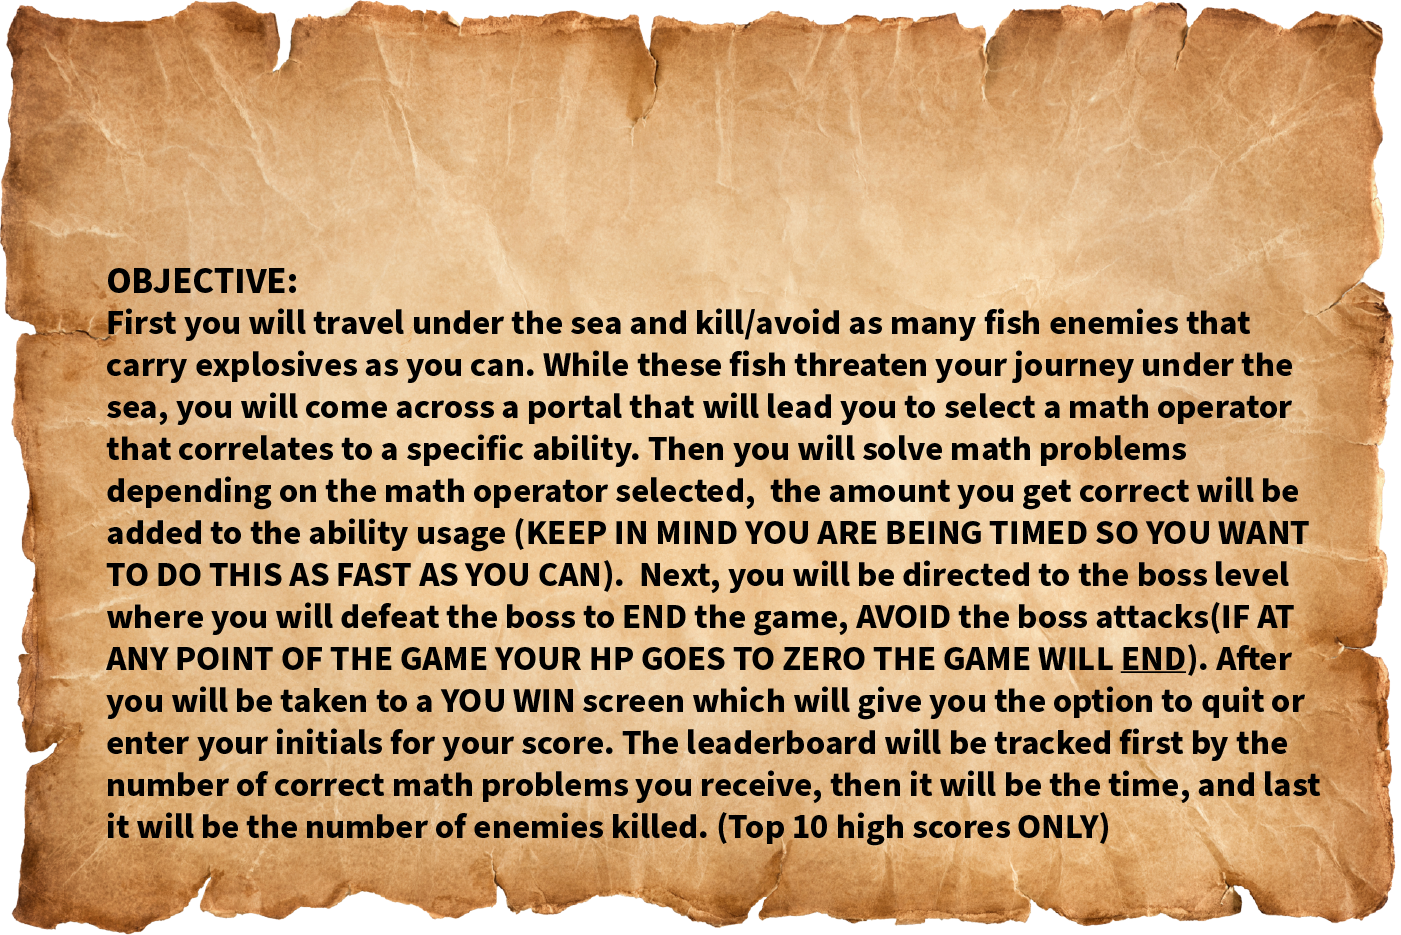 OBJECTIVE:
First you will travel under the sea and kill/avoid as many fish enemies that
carry explosives as you can. While these fish threaten your journey under the
sea, you will come across a portal that will lead you to select a math operator
that correlates to a specific ability. Then you will solve math problems
depending on the math operator selected,  the amount you get correct will be
added to the ability usage (KEEP IN MIND YOU ARE BEING TIMED SO YOU WANT
TO DO THIS AS FAST AS YOU CAN).  Next, you will be directed to the boss level
where you will defeat the boss to END the game, AVOID the boss attacks(IF AT
ANY POINT OF THE GAME YOUR HP GOES TO ZERO THE GAME WILL END). After
you will be taken to a YOU WIN screen which will give you the option to quit or
enter your initials for your score. The leaderboard will be tracked first by the
number of correct math problems you receive, then it will be the time, and last
it will be the number of enemies killed. (Top 10 high scores ONLY)